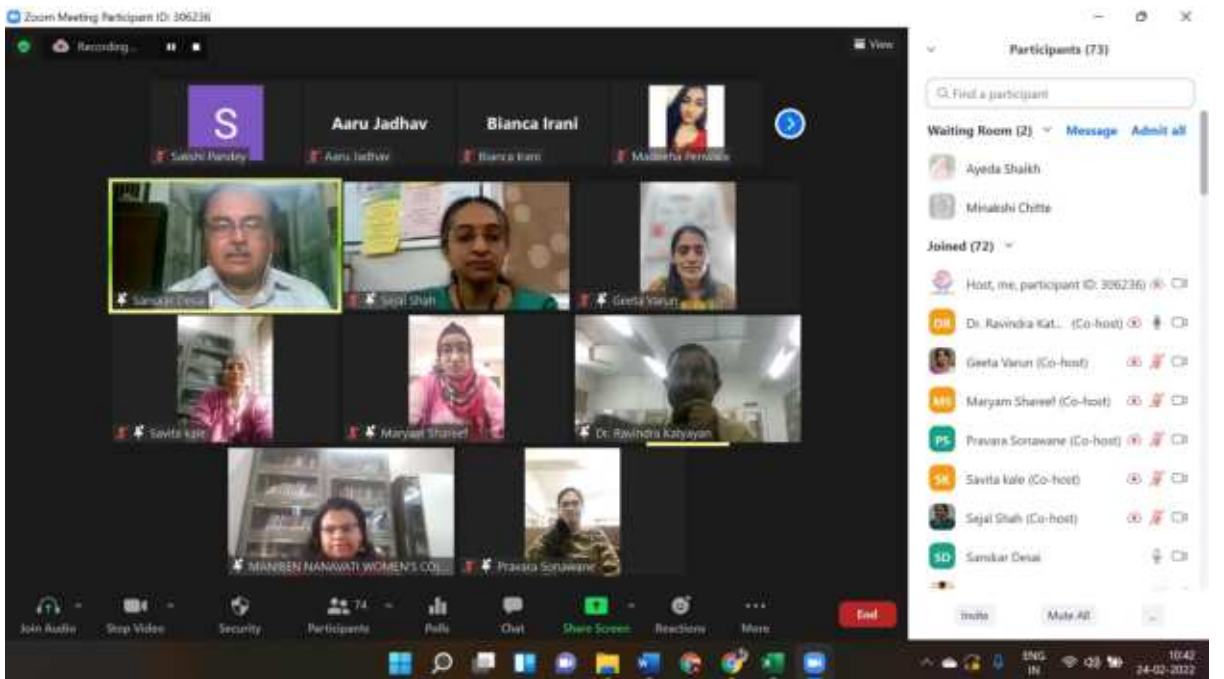 Zoom Meeting Participant ID: 306236
Recording...
View
S
Sakshi Pandey
Aaru Jadhav
Aaru Jadhav
Bianca Irani
Bianca Irani
Sanskar Desai
Sejal Shah
Geeta Varun
Savita kale
Maryam Shareef
Dr. Ravindra Katyayan
MANIBEN NANAVATI WOMEN'S COL...
Pravara Sonawane
Join Audio
Stop Video
Security
Participants
74
Polls
Chat
Share Screen
Reactions
More
End
Participants (73)
Find a participant
Waiting Room (2) Message Admit all
Ayeda Shaikh
Minakshi Chitte
Joined (72)
Host, me, participant ID: 306236)
DR Dr. Ravindra Kat... (Co-host)
Geeta Varun (Co-host)
MS Maryam Shareef (Co-host)
PS Pravara Sonawane (Co-host)
SK Savita kale (Co-host)
Sejal Shah (Co-host)
SD Sanskar Desai
Invite
Mute All
...
ENG
IN
10:42
24-02-2022